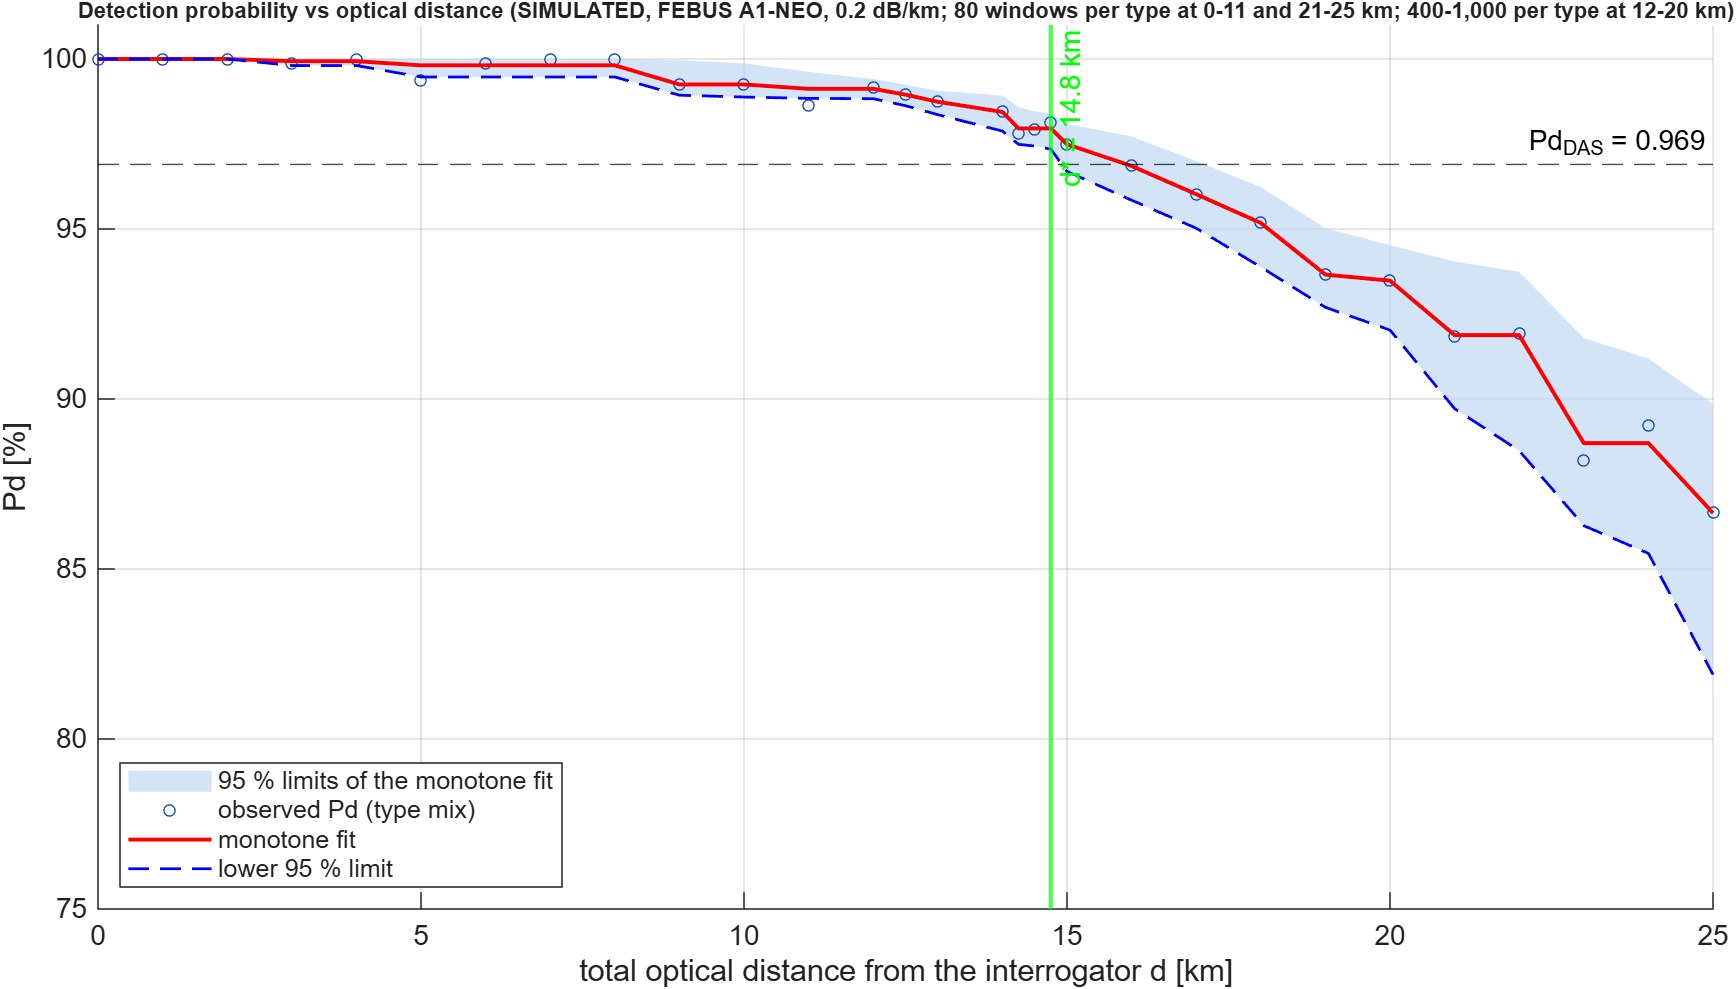 Detection probability vs optical distance (SIMULATED, FEBUS A1-NEO, 0.2 dB/km; 80 windows per type at 0-11 and 21-25 km; 400-1,000 per type at 12-20 km)
100
95
90
85
80
75
Pd [%]
d* = 14.8 km
Pd_DAS = 0.969
95 % limits of the monotone fit
observed Pd (type mix)
monotone fit
lower 95 % limit
0 5 10 15 20 25
total optical distance from the interrogator d [km]